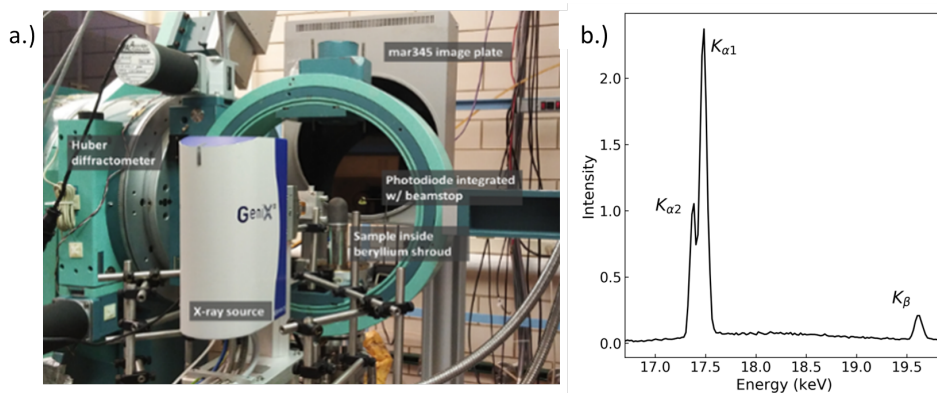 a.)
mar345 image plate
Huber
diffractometer
GeniX
Photodiode integrated
w/ beamstop
Sample inside
beryllium shroud
X-ray source
b.)
Kα1
Kα2
Kβ
Intensity
2.0
1.5
1.0
0.5
0.0
17.0 17.5 18.0 18.5 19.0 19.5
Energy (keV)